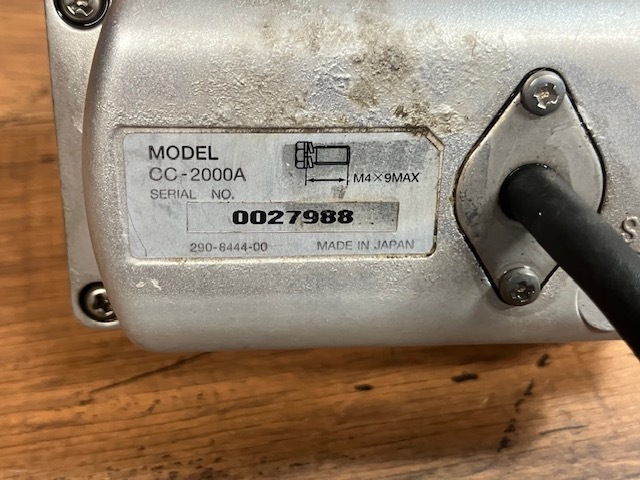 MODEL
CC-2000A
M4×9MAX
SERIAL NO.
0027988
290-8444-00 MADE IN JAPAN
S